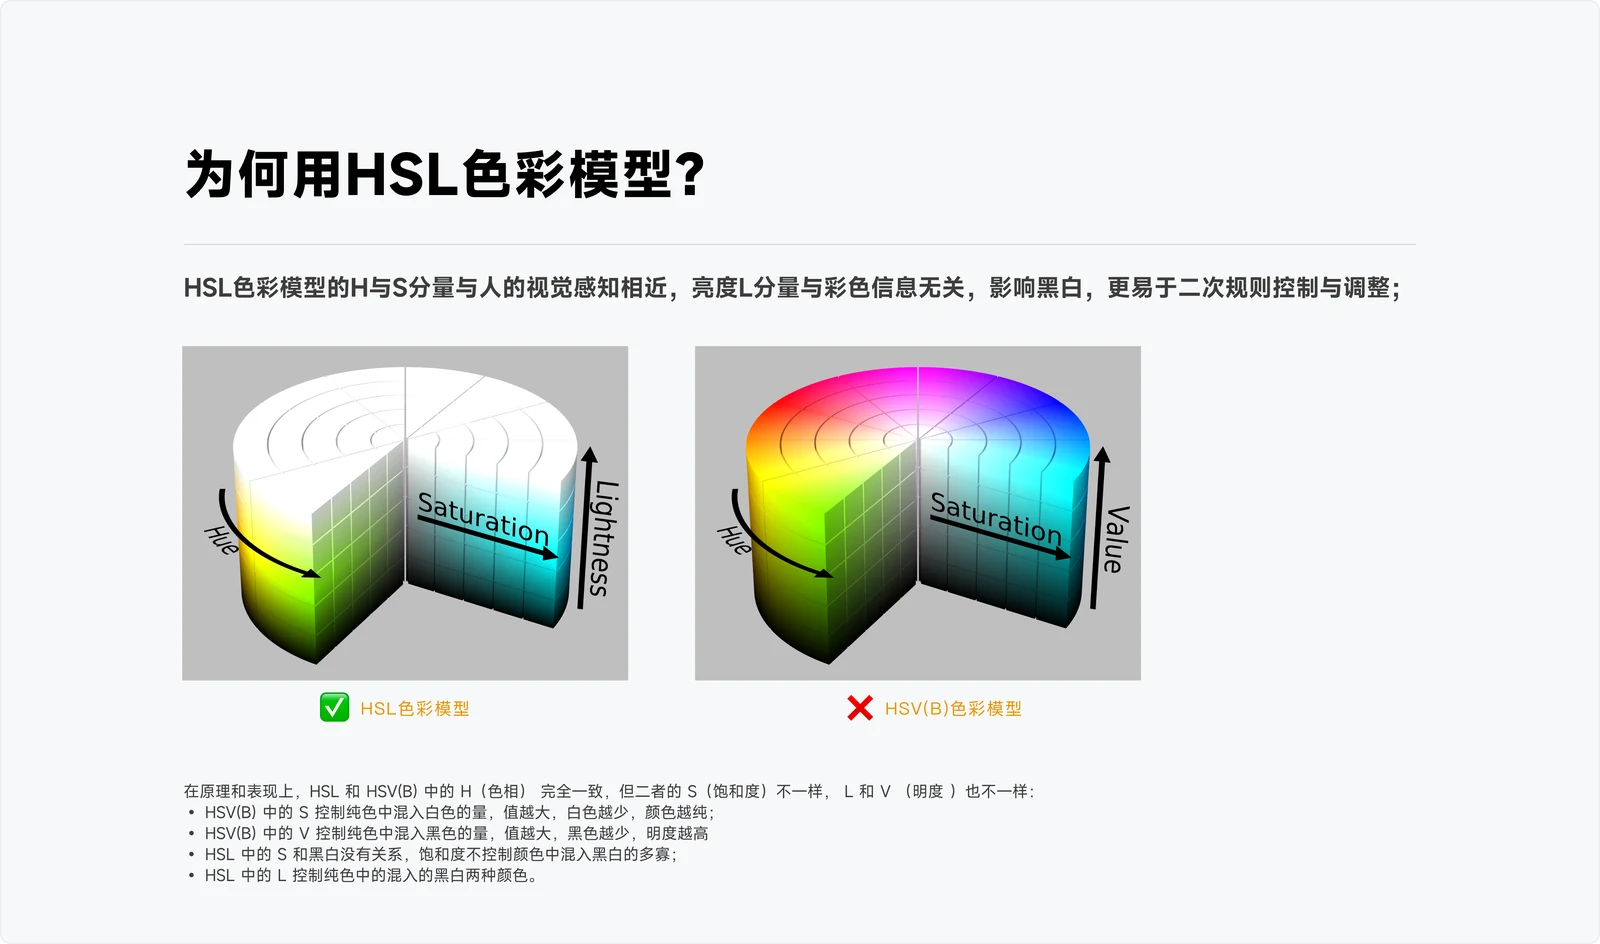 为何用HSL色彩模型？
HSL色彩模型的H与S分量与人的视觉感知相近，亮度L分量与彩色信息无关，影响黑白，更易于二次规则控制与调整；
Hue
Saturation
Lightness
Hue
Saturation
Value
✅ HSL色彩模型
❌ HSV(B)色彩模型
在原理和表现上，HSL 和 HSV(B) 中的 H（色相） 完全一致，但二者的 S（饱和度）不一样， L 和 V （明度 ）也不一样：
• HSV(B) 中的 S 控制纯色中混入白色的量，值越大，白色越少，颜色越纯；
• HSV(B) 中的 V 控制纯色中混入黑色的量，值越大，黑色越少，明度越高
• HSL 中的 S 和黑白没有关系，饱和度不控制颜色中混入黑白的多寡；
• HSL 中的 L 控制纯色中的混入的黑白两种颜色。